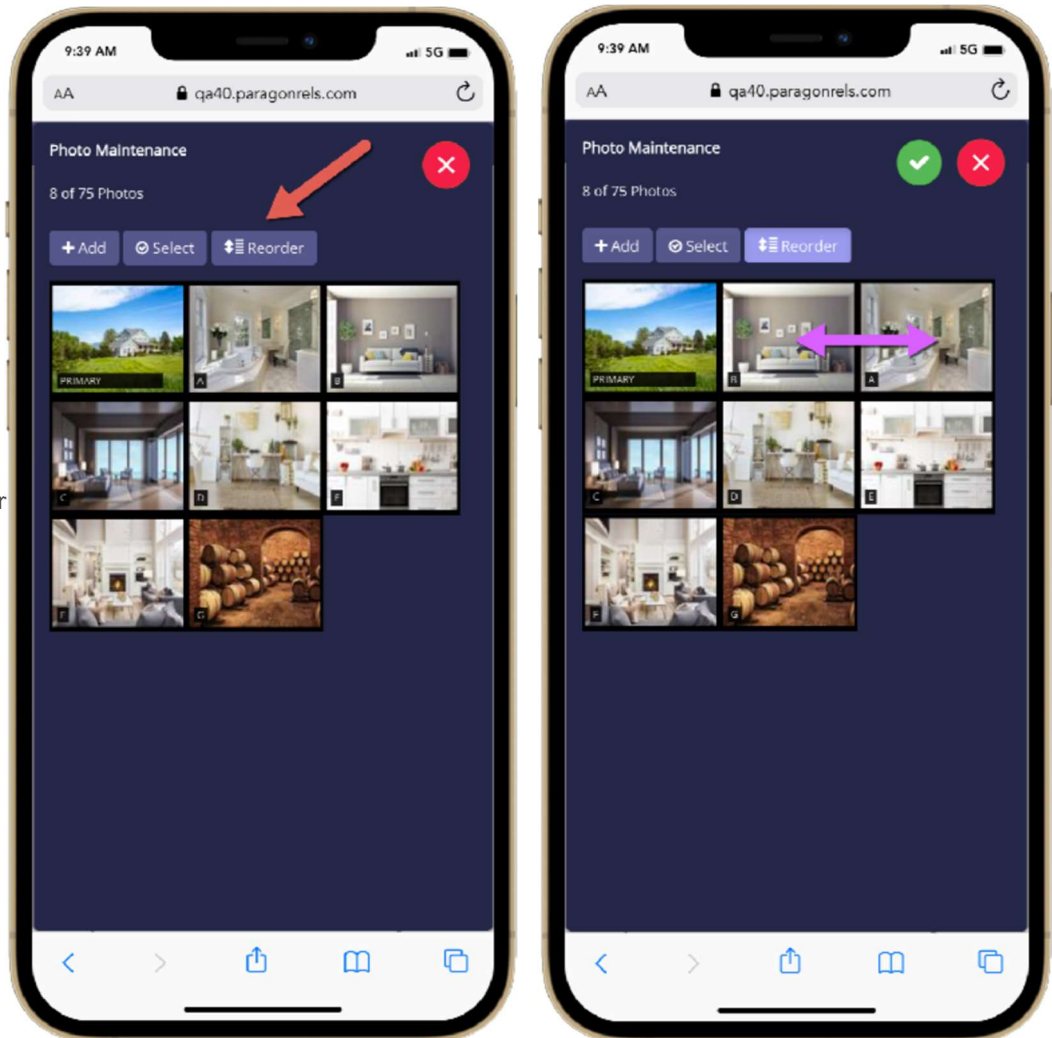 9:39 AM 5G
AA qa40.paragonrels.com
Photo Maintenance
8 of 75 Photos
+ Add Select Reorder
PRIMARY A B
C D
G
r
9:39 AM 5G
AA qa40.paragonrels.com
Photo Maintenance
8 of 75 Photos
+ Add Select Reorder
PRIMARY B A
C D E
F G